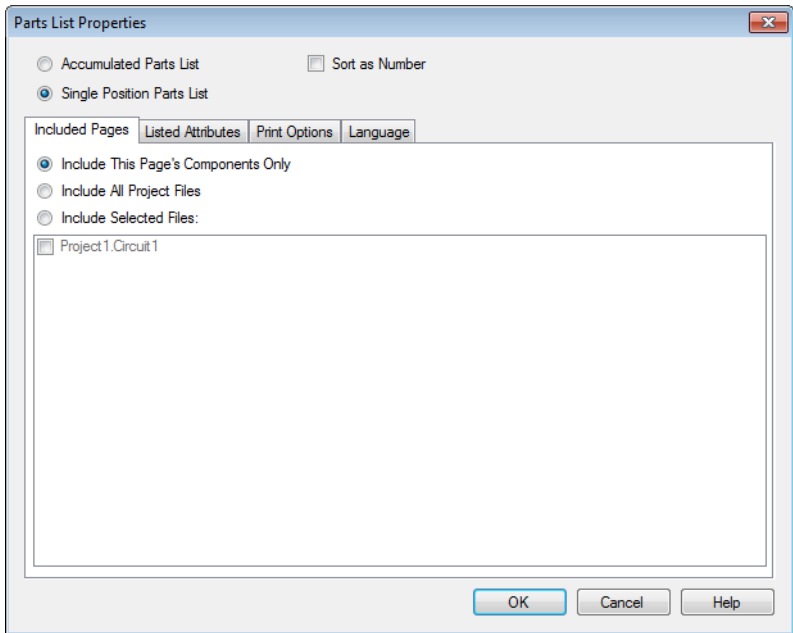 Parts List Properties
Accumulated Parts List Sort as Number
Single Position Parts List
Included Pages Listed Attributes Print Options Language
Include This Page's Components Only
Include All Project Files
Include Selected Files:
Project1.Circuit1
OK Cancel Help